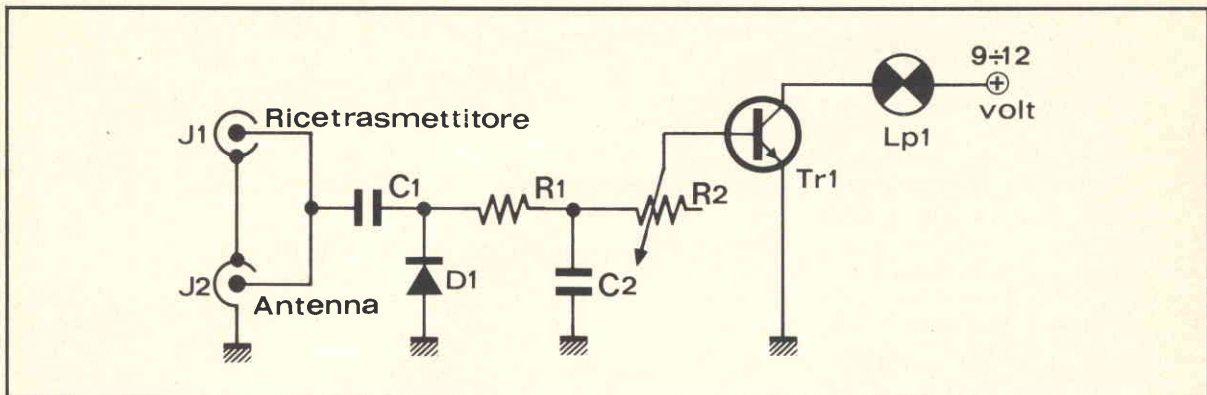 9÷12
volt
Lp1
Tr1
Ricetrasmettitore
J1
C1
R1
R2
D1
C2
J2
Antenna